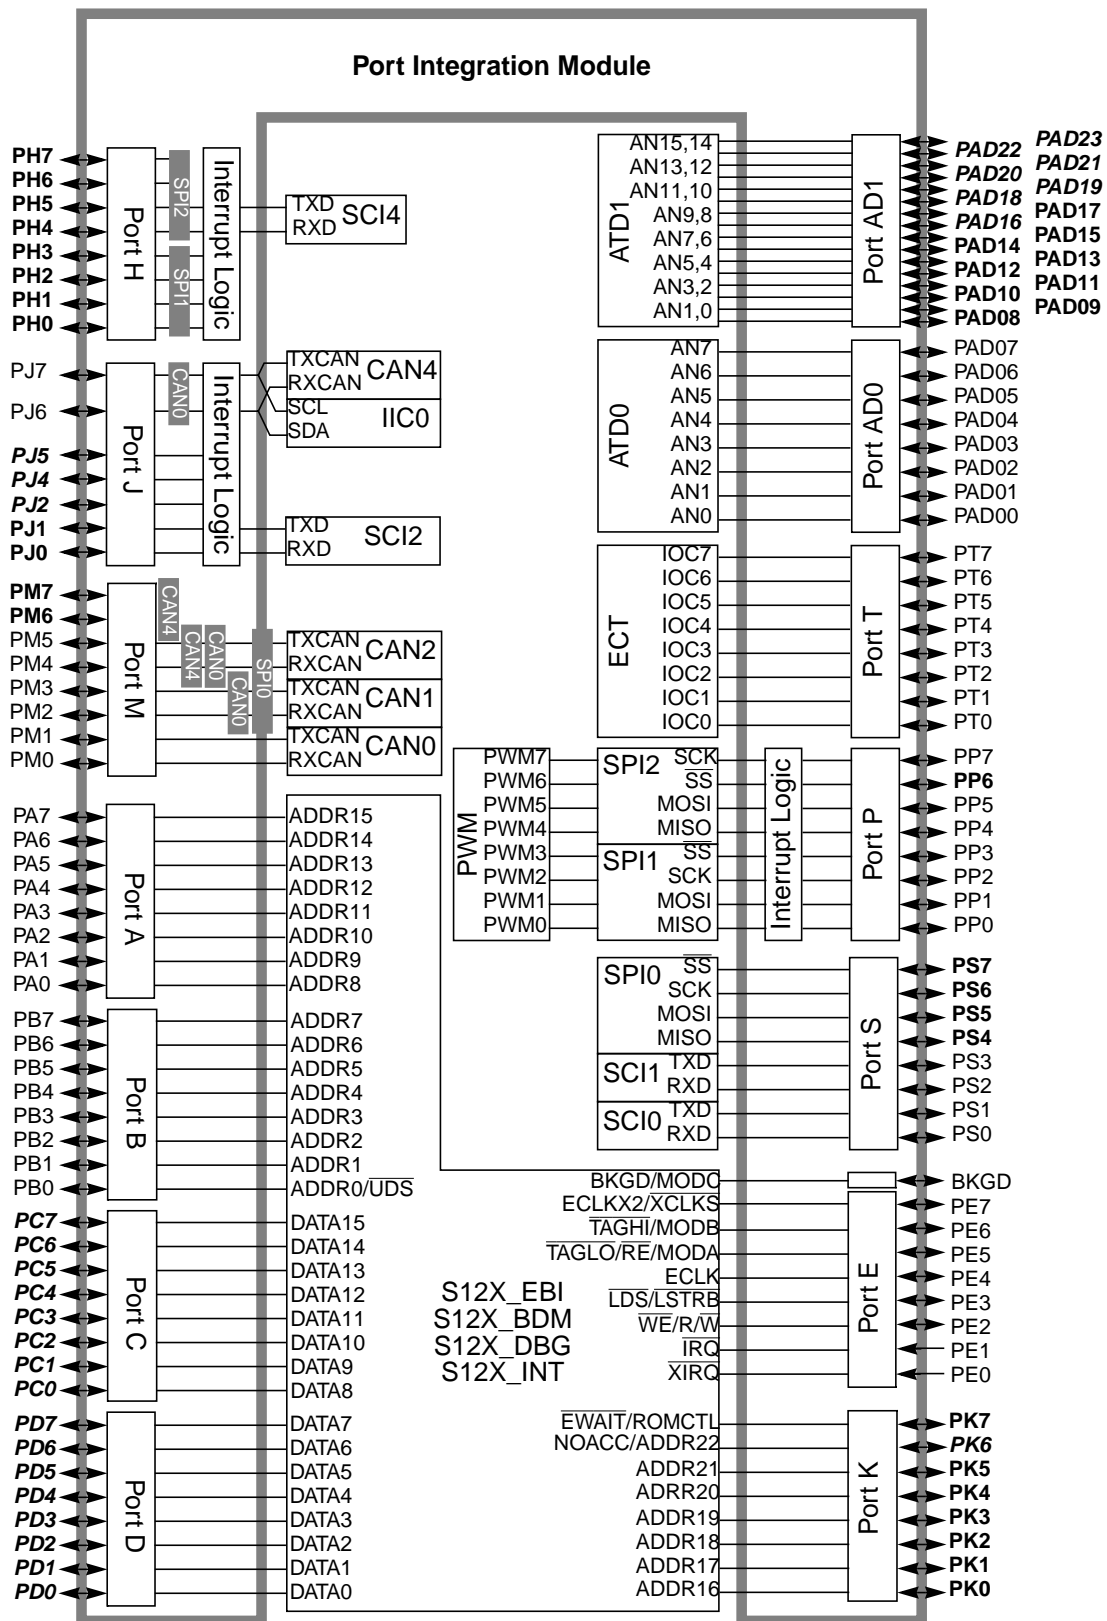 Port Integration Module
PH7
PH6
PH5
PH4
PH3
PH2
PH1
PH0
Port H
SPI2
SPI1
Interrupt Logic
TXD
RXD
SCI4
PJ7
PJ6
PJ5
PJ4
PJ2
PJ1
PJ0
Port J
CAN0
Interrupt Logic
TXCAN
RXCAN
CAN4
SCL
SDA
IIC0
TXD
RXD
SCI2
PM7
PM6
PM5
PM4
PM3
PM2
PM1
PM0
Port M
CAN4
CAN4
CAN0
CAN0
SPI0
TXCAN
RXCAN
CAN2
TXCAN
RXCAN
CAN1
TXCAN
RXCAN
CAN0
PA7
PA6
PA5
PA4
PA3
PA2
PA1
PA0
Port A
ADDR15
ADDR14
ADDR13
ADDR12
ADDR11
ADDR10
ADDR9
ADDR8
PB7
PB6
PB5
PB4
PB3
PB2
PB1
PB0
Port B
ADDR7
ADDR6
ADDR5
ADDR4
ADDR3
ADDR2
ADDR1
ADDR0/UDS
PC7
PC6
PC5
PC4
PC3
PC2
PC1
PC0
Port C
DATA15
DATA14
DATA13
DATA12
DATA11
DATA10
DATA9
DATA8
PD7
PD6
PD5
PD4
PD3
PD2
PD1
PD0
Port D
DATA7
DATA6
DATA5
DATA4
DATA3
DATA2
DATA1
DATA0
S12X_EBI
S12X_BDM
S12X_DBG
S12X_INT
ATD1
AN15,14
AN13,12
AN11,10
AN9,8
AN7,6
AN5,4
AN3,2
AN1,0
Port AD1
PAD23
PAD22
PAD21
PAD20
PAD19
PAD18
PAD17
PAD16
PAD15
PAD14
PAD13
PAD12
PAD11
PAD10
PAD09
PAD08
ATD0
AN7
AN6
AN5
AN4
AN3
AN2
AN1
AN0
Port AD0
PAD07
PAD06
PAD05
PAD04
PAD03
PAD02
PAD01
PAD00
ECT
IOC7
IOC6
IOC5
IOC4
IOC3
IOC2
IOC1
IOC0
Port T
PT7
PT6
PT5
PT4
PT3
PT2
PT1
PT0
PWM
PWM7
PWM6
PWM5
PWM4
PWM3
PWM2
PWM1
PWM0
SPI2
SCK
SS
MOSI
MISO
SPI1
SS
SCK
MOSI
MISO
Interrupt Logic
Port P
PP7
PP6
PP5
PP4
PP3
PP2
PP1
PP0
SPI0
SS
SCK
MOSI
MISO
SCI1
TXD
RXD
SCI0
TXD
RXD
Port S
PS7
PS6
PS5
PS4
PS3
PS2
PS1
PS0
BKGD/MODC
ECLKX2/XCLKS
TAGHI/MODB
TAGLO/RE/MODA
ECLK
LDS/LSTRB
WE/R/W
IRQ
XIRQ
Port E
BKGD
PE7
PE6
PE5
PE4
PE3
PE2
PE1
PE0
EWAIT/ROMCTL
NOACC/ADDR22
ADDR21
ADRR20
ADDR19
ADDR18
ADDR17
ADDR16
Port K
PK7
PK6
PK5
PK4
PK3
PK2
PK1
PK0